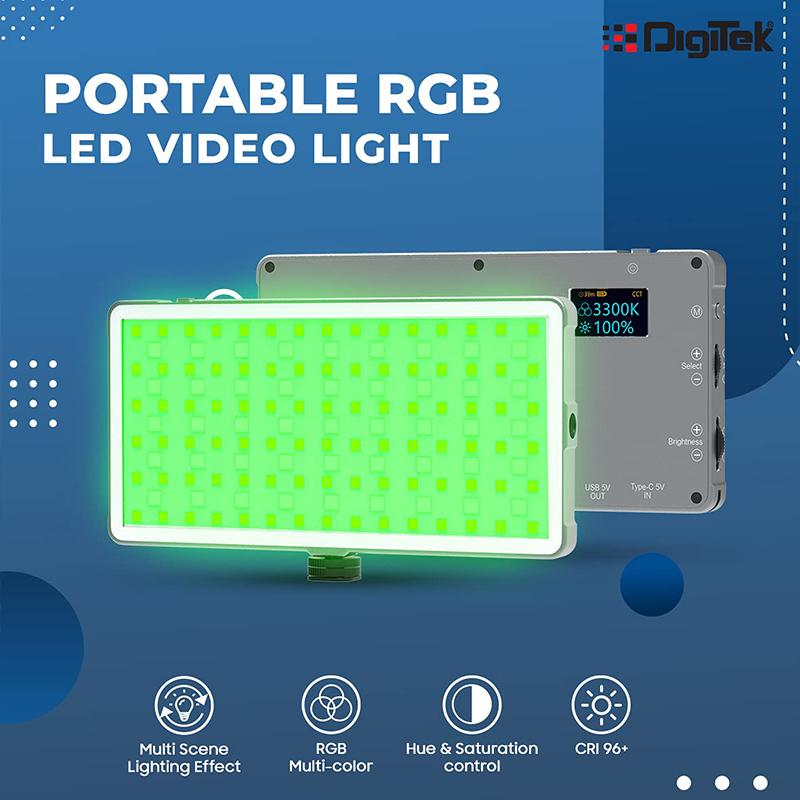 DIGITEK®
PORTABLE RGB
LED VIDEO LIGHT
39m
CCT
3300K
100%
M
Select
Brightness
USB 5V
OUT
Type-C 5V
IN
Multi Scene
Lighting Effect
RGB
Multi-color
Hue & Saturation
control
CRI 96+